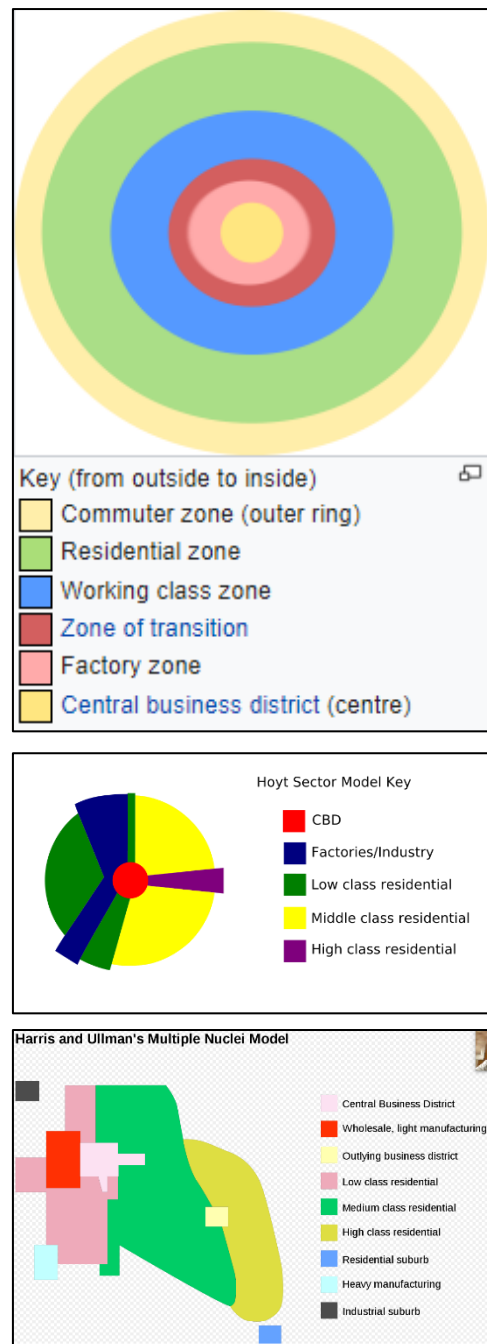 Key (from outside to inside)
Commuter zone (outer ring)
Residential zone
Working class zone
Zone of transition
Factory zone
Central business district (centre)
Hoyt Sector Model Key
CBD
Factories/Industry
Low class residential
Middle class residential
High class residential
Harris and Ullman's Multiple Nuclei Model
Central Business District
Wholesale, light manufacturing
Outlying business district
Low class residential
Medium class residential
High class residential
Residential suburb
Heavy manufacturing
Industrial suburb